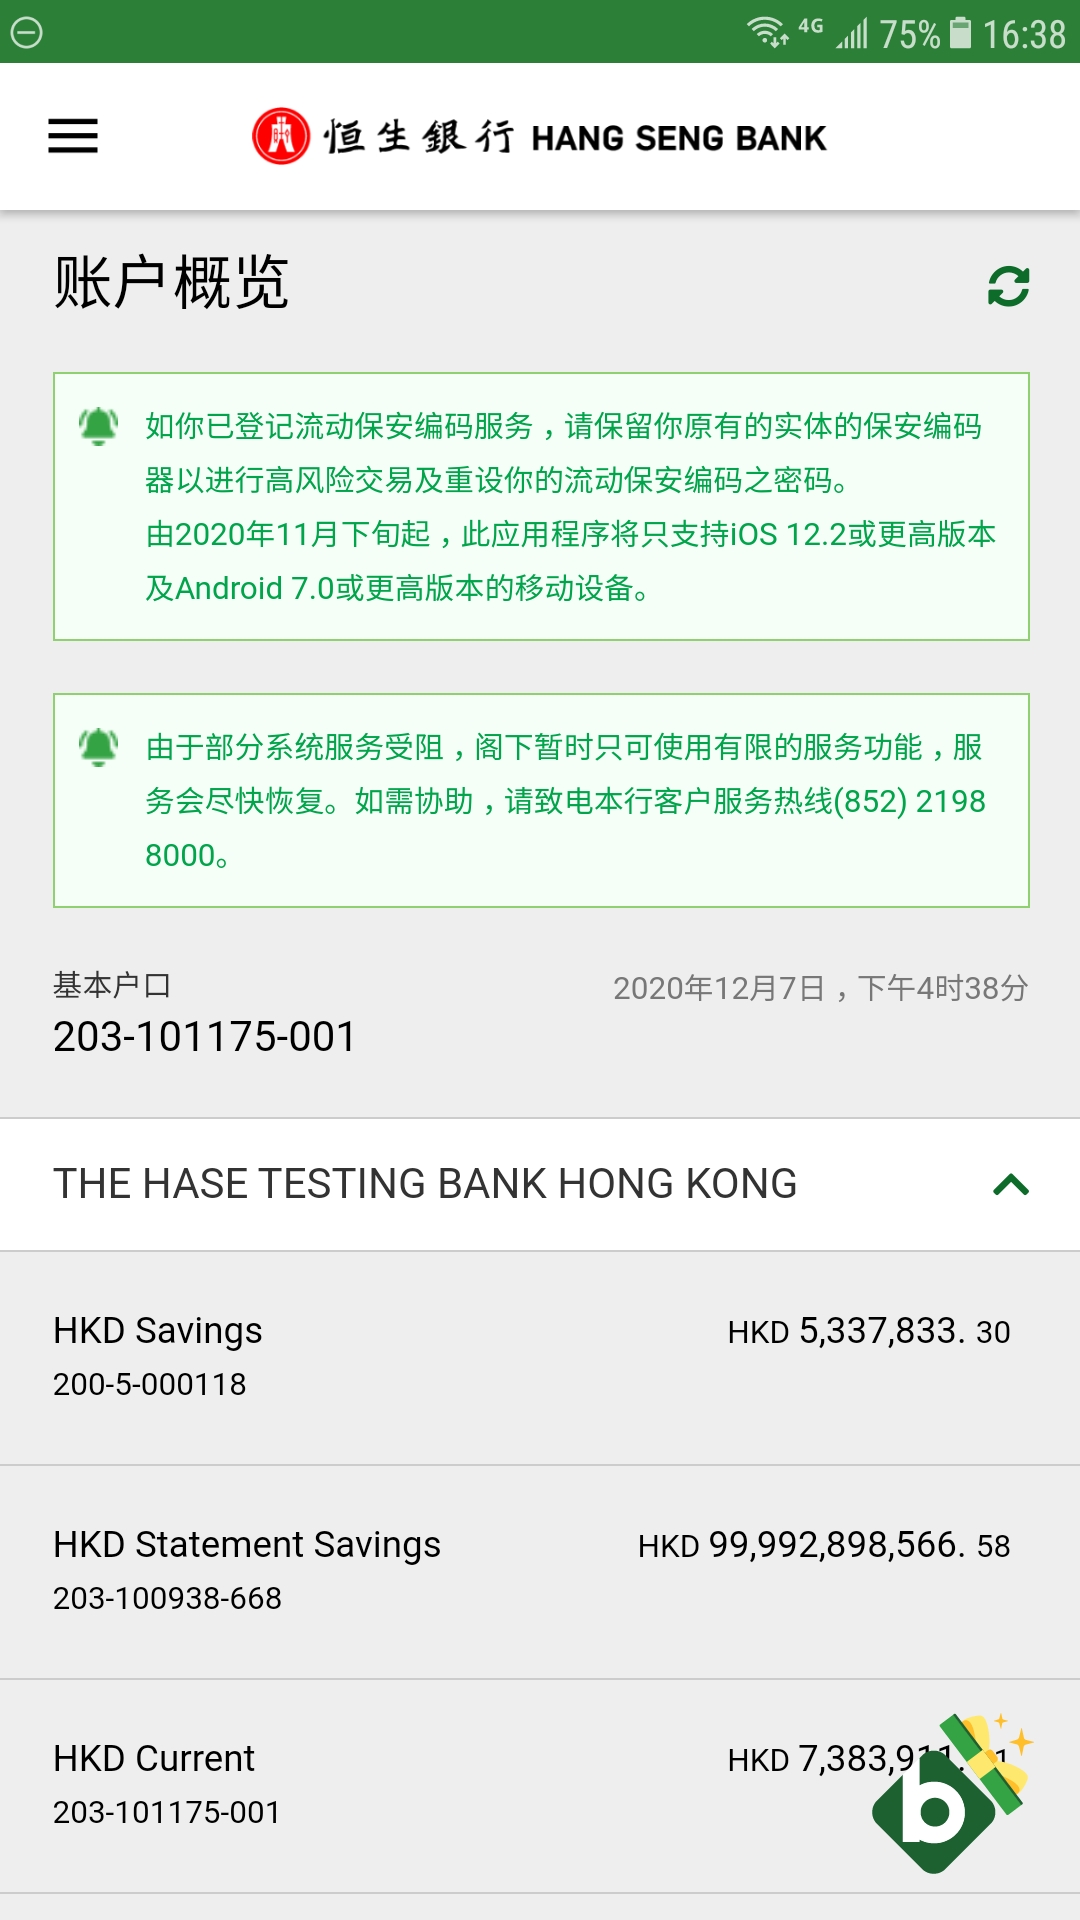 4G 75% 16:38
恒生銀行 HANG SENG BANK
账户概览
如你已登记流动保安编码服务，请保留你原有的实体的保安编码
器以进行高风险交易及重设你的流动保安编码之密码。
由2020年11月下旬起，此应用程序将只支持iOS 12.2或更高版本
及Android 7.0或更高版本的移动设备。
由于部分系统服务受阻，阁下暂时只可使用有限的服务功能，服
务会尽快恢复。如需协助，请致电本行客户服务热线(852) 2198
8000。
基本户口 2020年12月7日，下午4时38分
203-101175-001
THE HASE TESTING BANK HONG KONG
HKD Savings HKD 5,337,833. 30
200-5-000118
HKD Statement Savings HKD 99,992,898,566. 58
203-100938-668
HKD Current HKD
203-101175-001
b